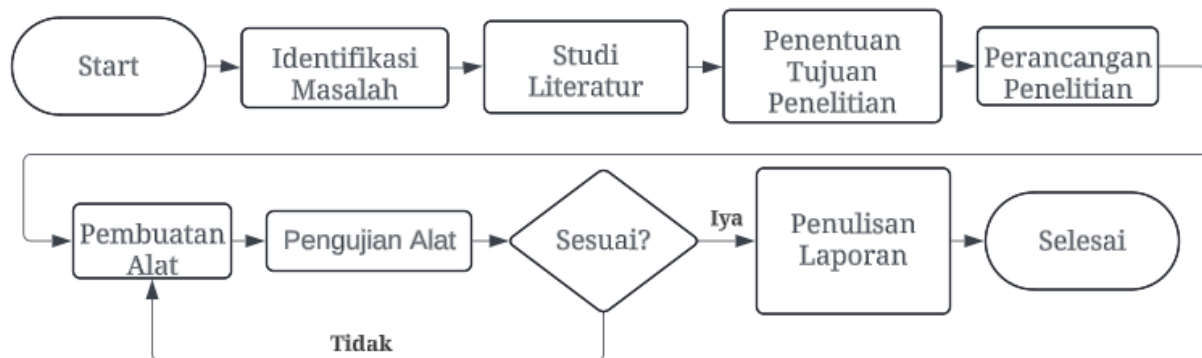 Start
Identifikasi
Masalah
Studi
Literatur
Penentuan
Tujuan
Penelitian
Perancangan
Penelitian
Pembuatan
Alat
Pengujian Alat
Sesuai?
Iya
Penulisan
Laporan
Selesai
Tidak